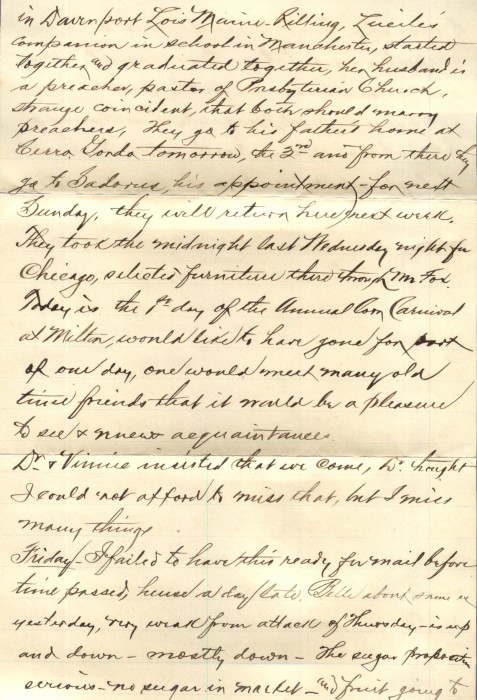 in Davenport Lois Maine-Rilling, Lucile's
companion in school in Manchester, started
together and graduated together, her husband is
a preacher, pastor of Presbyterian Church,
strange coincident, that both should marry
preachers, They go to his father's home at
Cerro Gordo tomorrow, the 3rd and from there they
go to Sadorus, his appointment - for next
Sunday, they will return here next week.
They took the midnight last Wednesday night for
Chicago, selected furniture there through Mr Fox.
Today is the 1st day of the Annual Corn Carnival
at Milton, would like to have gone for part
of one day, one would meet many old
time friends that it would be a pleasure
to see & renew acquaintances.
Dr & Vinnie insisted that we come, Dr. thought
I could not afford to miss that, but I miss
many things.
Friday - I failed to have this ready for mail before
time passed, hense a day late. Belle about same as
yesterday, very weak from attack of Thursday - is up
and down - mostly down - The sugar proposition
serious - no sugar in market - and fruit going to